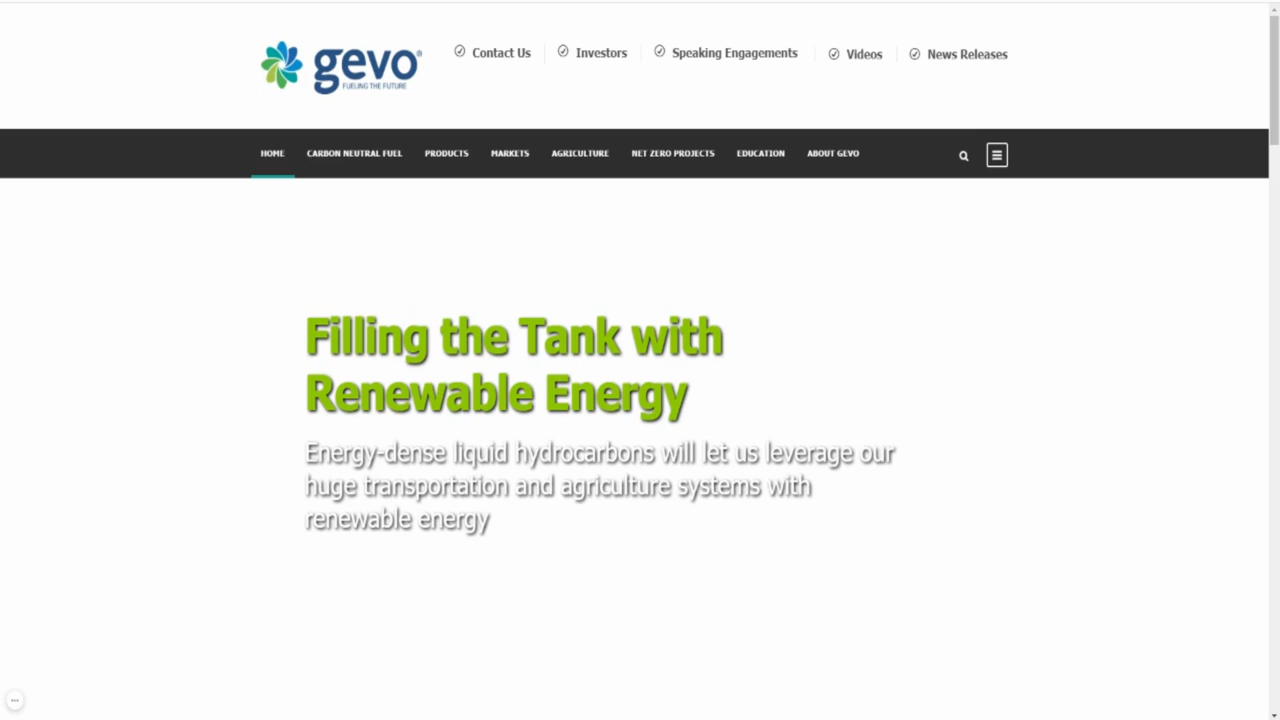 gevo®
FUELING THE FUTURE
Contact Us
Investors
Speaking Engagements
Videos
News Releases
HOME
CARBON NEUTRAL FUEL
PRODUCTS
MARKETS
AGRICULTURE
NET ZERO PROJECTS
EDUCATION
ABOUT GEVO
Filling the Tank with
Renewable Energy
Energy-dense liquid hydrocarbons will let us leverage our
huge transportation and agriculture systems with
renewable energy